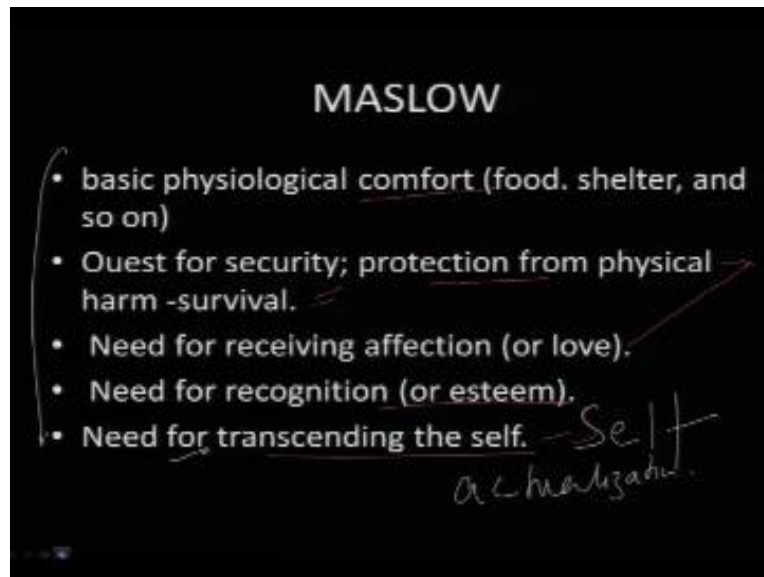 MASLOW
• basic physiological comfort (food. shelter, and
so on)
• Ouest for security; protection from physical
harm -survival.
• Need for receiving affection (or love).
• Need for recognition (or esteem).
• Need for transcending the self. Self
actualization.